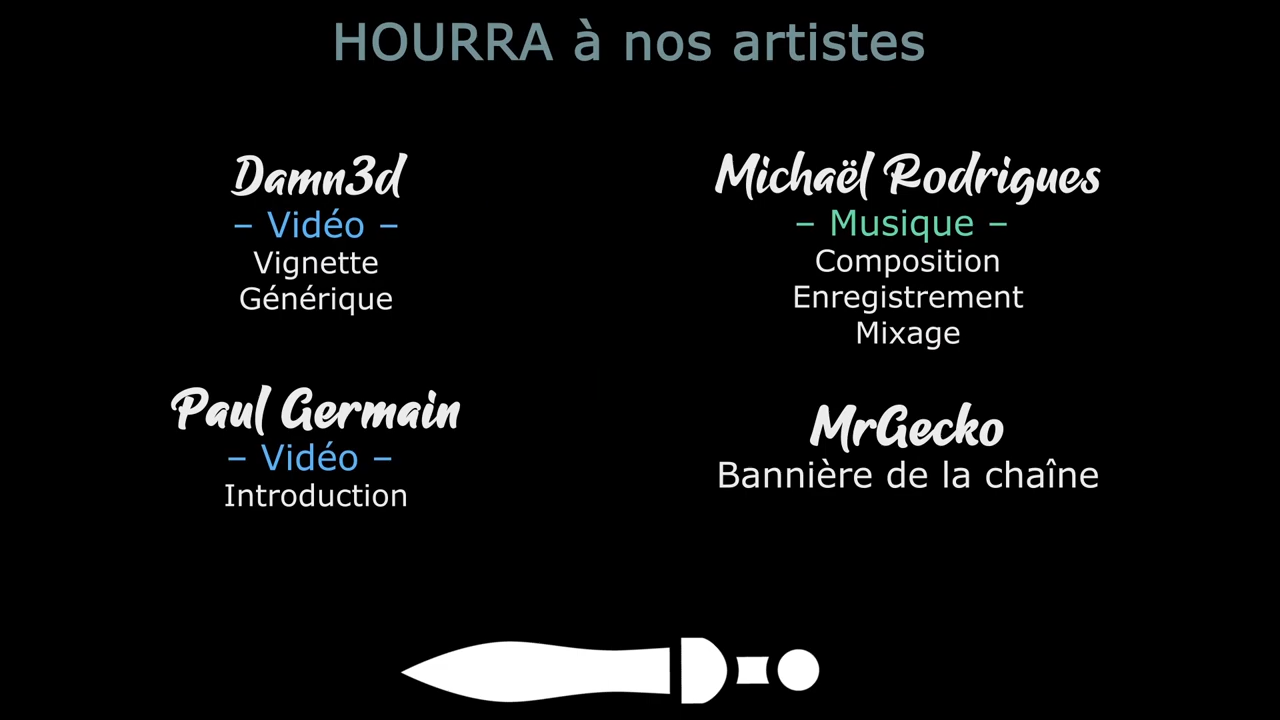 HOURRA à nos artistes
Damn3d
– Vidéo –
Vignette
Générique
Michaël Rodrigues
– Musique –
Composition
Enregistrement
Mixage
Paul Germain
– Vidéo –
Introduction
MrGecko
Bannière de la chaîne